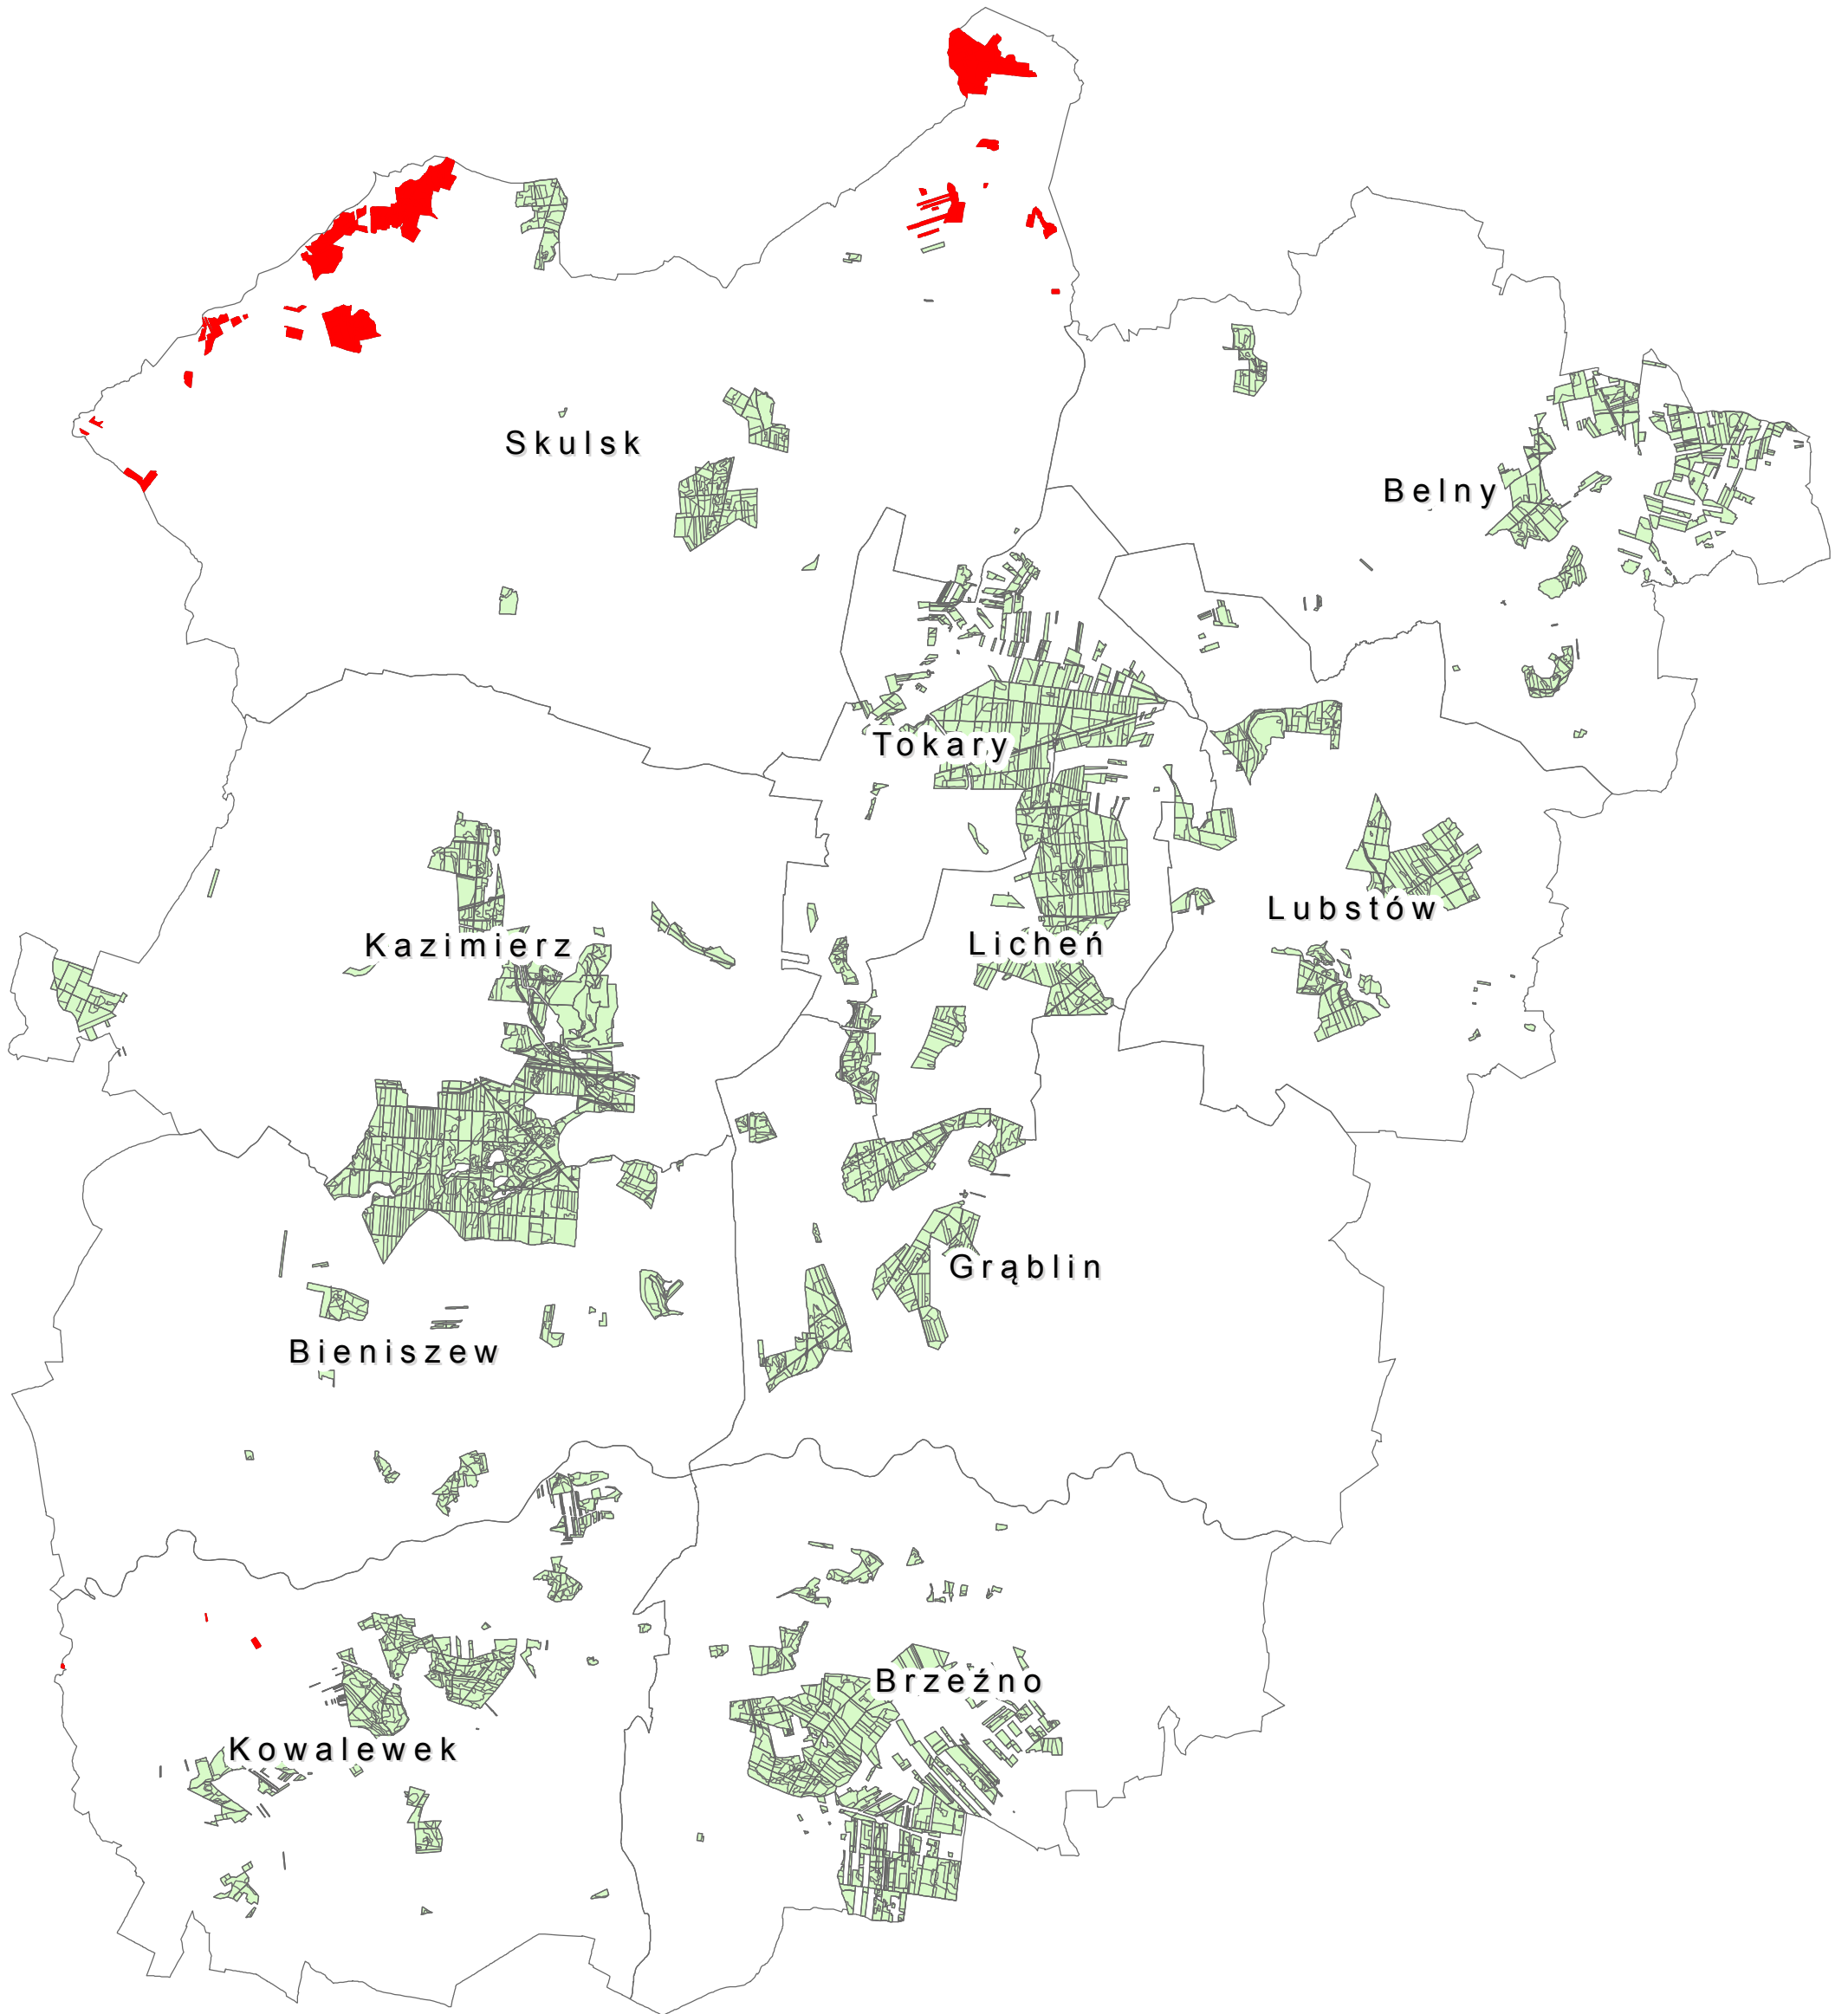 Skulsk
Belny
Tokary
Lubstów
Kazimierz
Licheń
Grąblin
Bieniszew
Brzeźno
Kowalewek